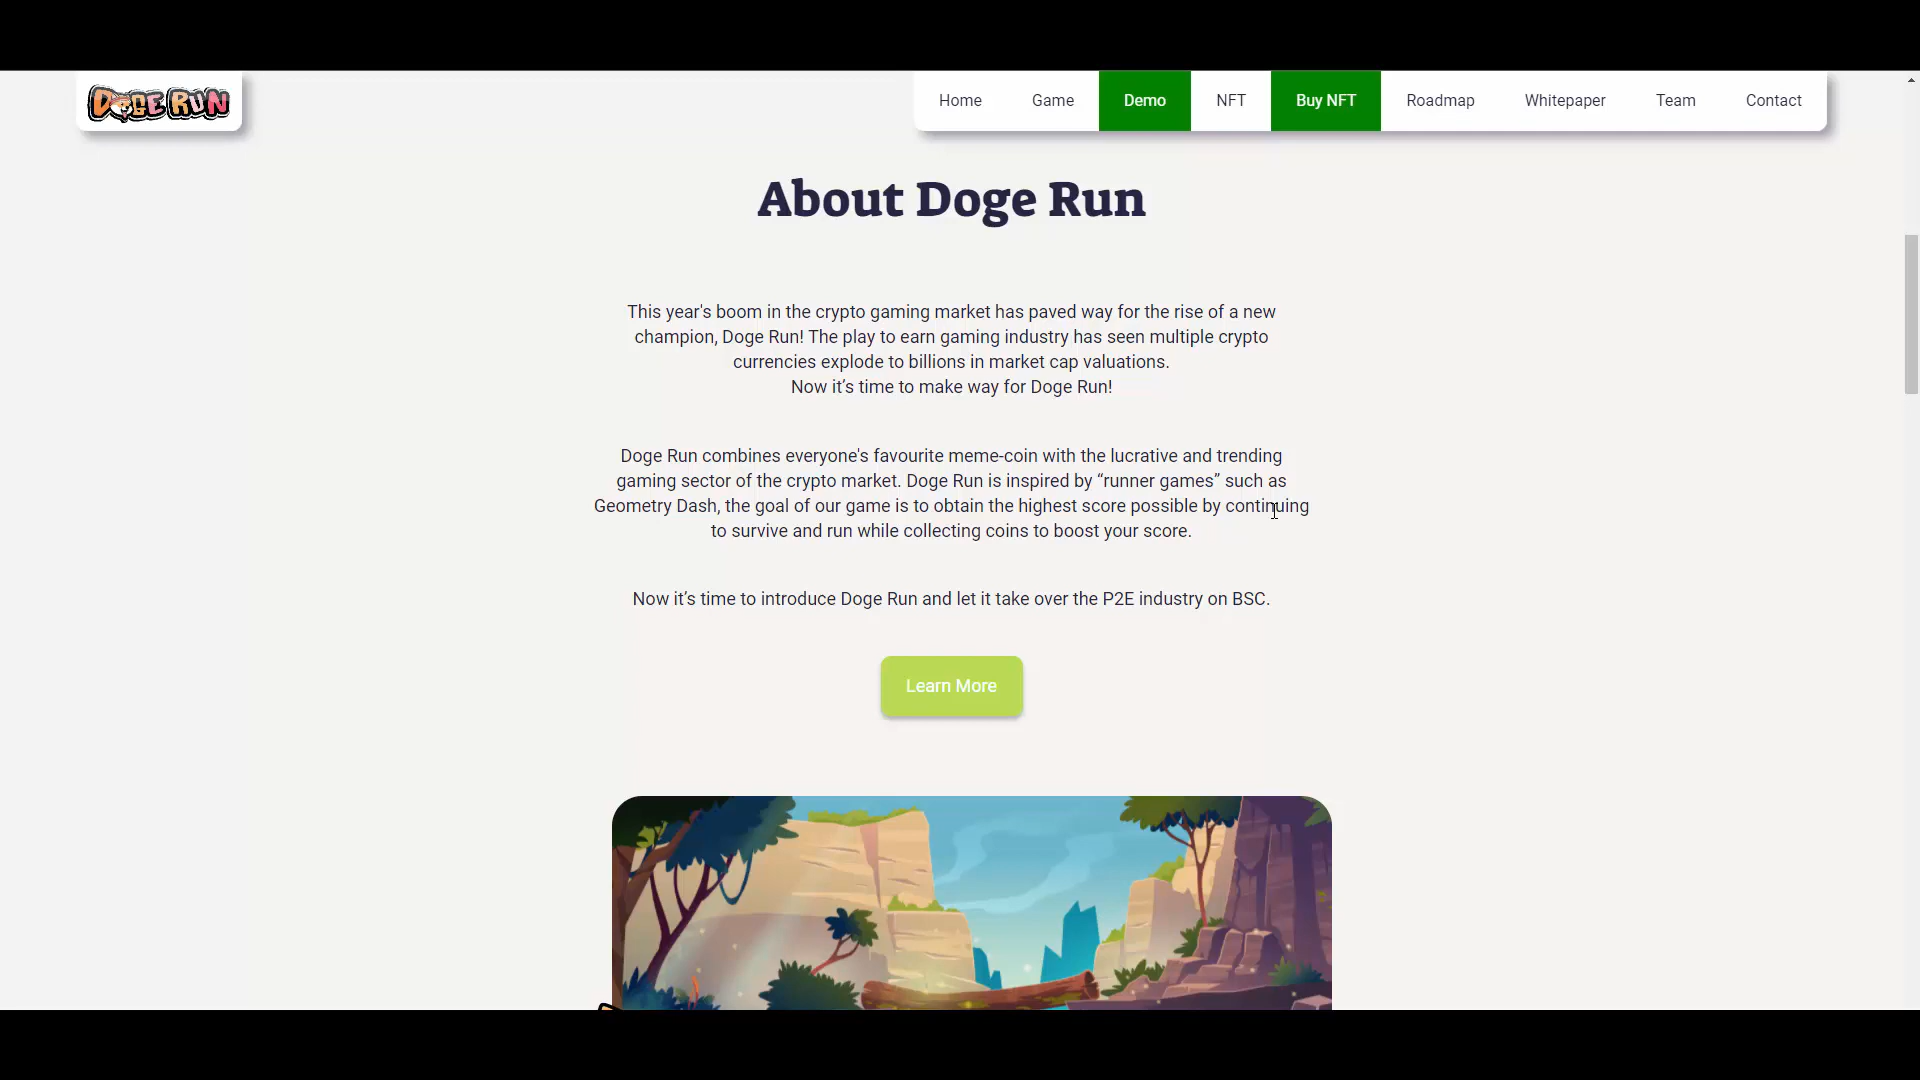 DOGE RUN
Home
Game
Demo
NFT
Buy NFT
Roadmap
Whitepaper
Team
Contact
About Doge Run
This year's boom in the crypto gaming market has paved way for the rise of a new
champion, Doge Run! The play to earn gaming industry has seen multiple crypto
currencies explode to billions in market cap valuations.
Now it’s time to make way for Doge Run!
Doge Run combines everyone's favourite meme-coin with the lucrative and trending
gaming sector of the crypto market. Doge Run is inspired by “runner games” such as
Geometry Dash, the goal of our game is to obtain the highest score possible by continuing
to survive and run while collecting coins to boost your score.
Now it’s time to introduce Doge Run and let it take over the P2E industry on BSC.
Learn More